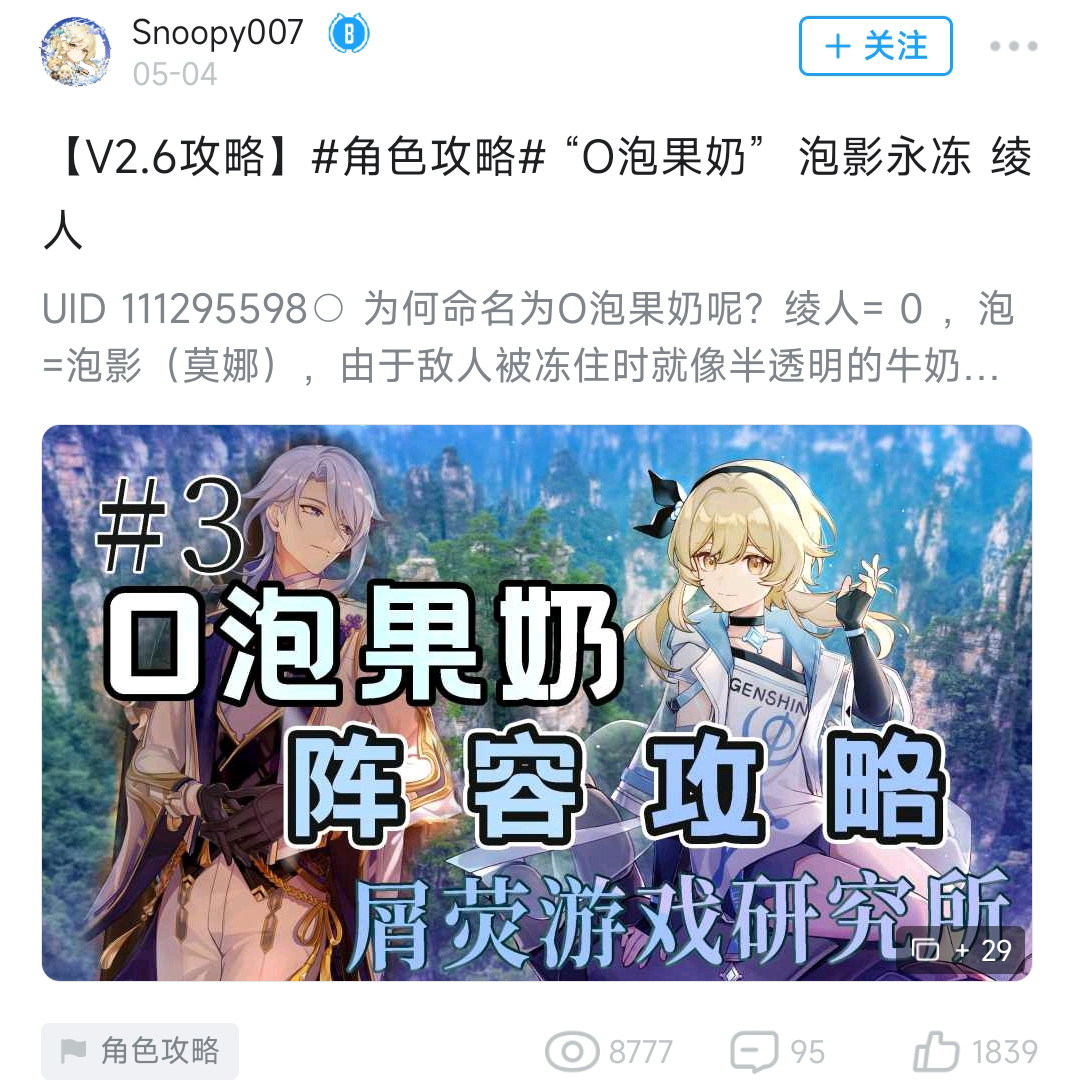 Snoopy007
B
05-04
+ 关注
【V2.6攻略】#角色攻略# “O泡果奶” 泡影永冻 绫
人
UID 111295598○ 为何命名为O泡果奶呢？绫人= 0 ，泡
=泡影（莫娜），由于敌人被冻住时就像半透明的牛奶...
#3
O泡果奶
GENSHIN
阵容攻略
屑荧游戏研究所
+ 29
角色攻略
8777
95
1839